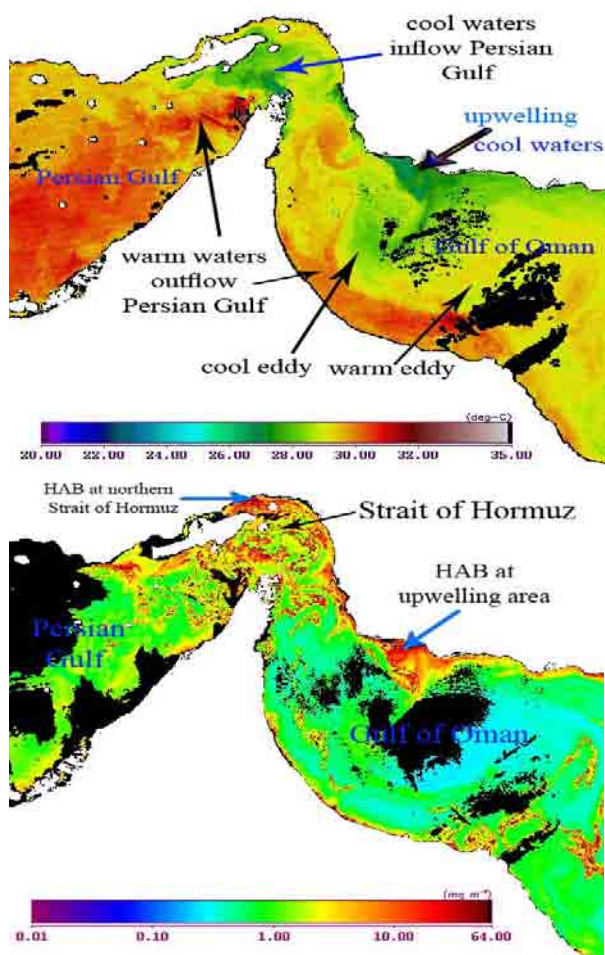 cool waters
inflow Persian
Gulf
upwelling
cool waters
Persian Gulf
Gulf of Oman
warm waters
outflow
Persian Gulf
cool eddy
warm eddy
(deg-C)
20.00 22.00 24.00 26.00 28.00 30.00 32.00 35.00
HAB at northern
Strait of Hormuz
Strait of Hormuz
HAB at
upwelling area
Persian
Gulf
Gulf of Oman
0.01 0.10 1.00 10.00 64.00